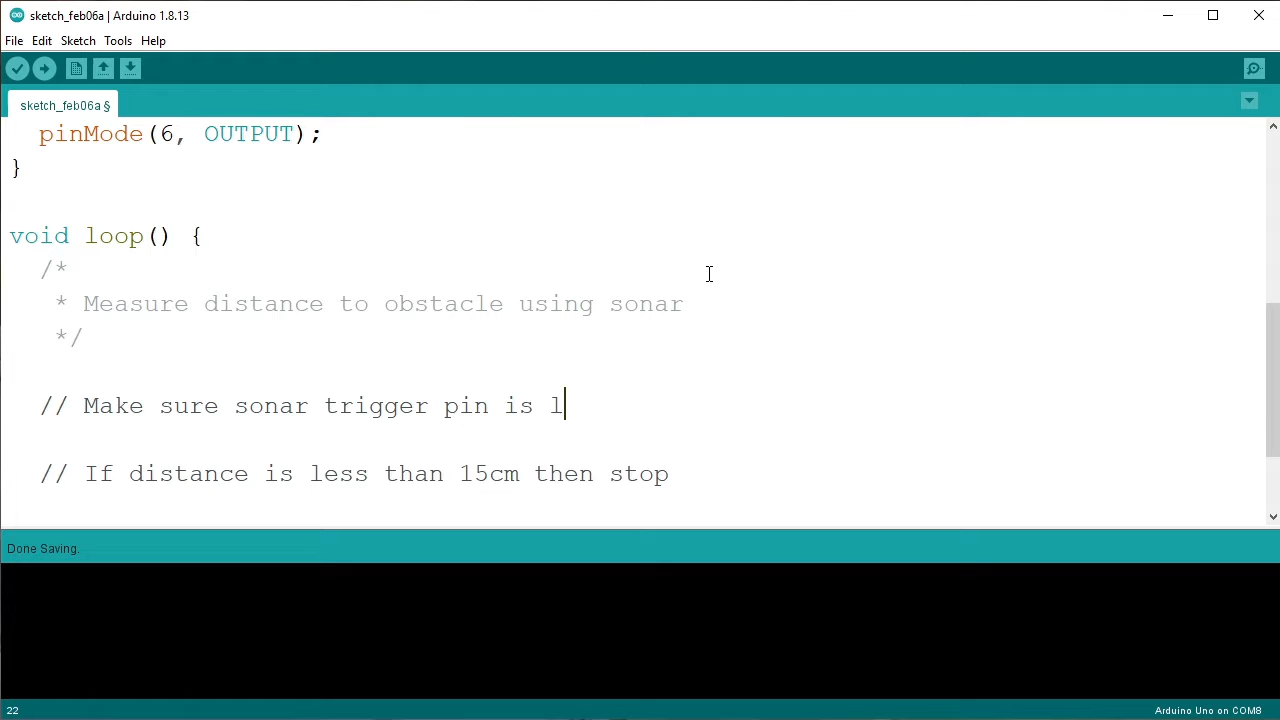 sketch_feb06a | Arduino 1.8.13
File Edit Sketch Tools Help
sketch_feb06a §
pinMode(6, OUTPUT);
}
void loop() {
/*
* Measure distance to obstacle using sonar
*/
// Make sure sonar trigger pin is l
// If distance is less than 15cm then stop
Done Saving.
22
Arduino Uno on COM8